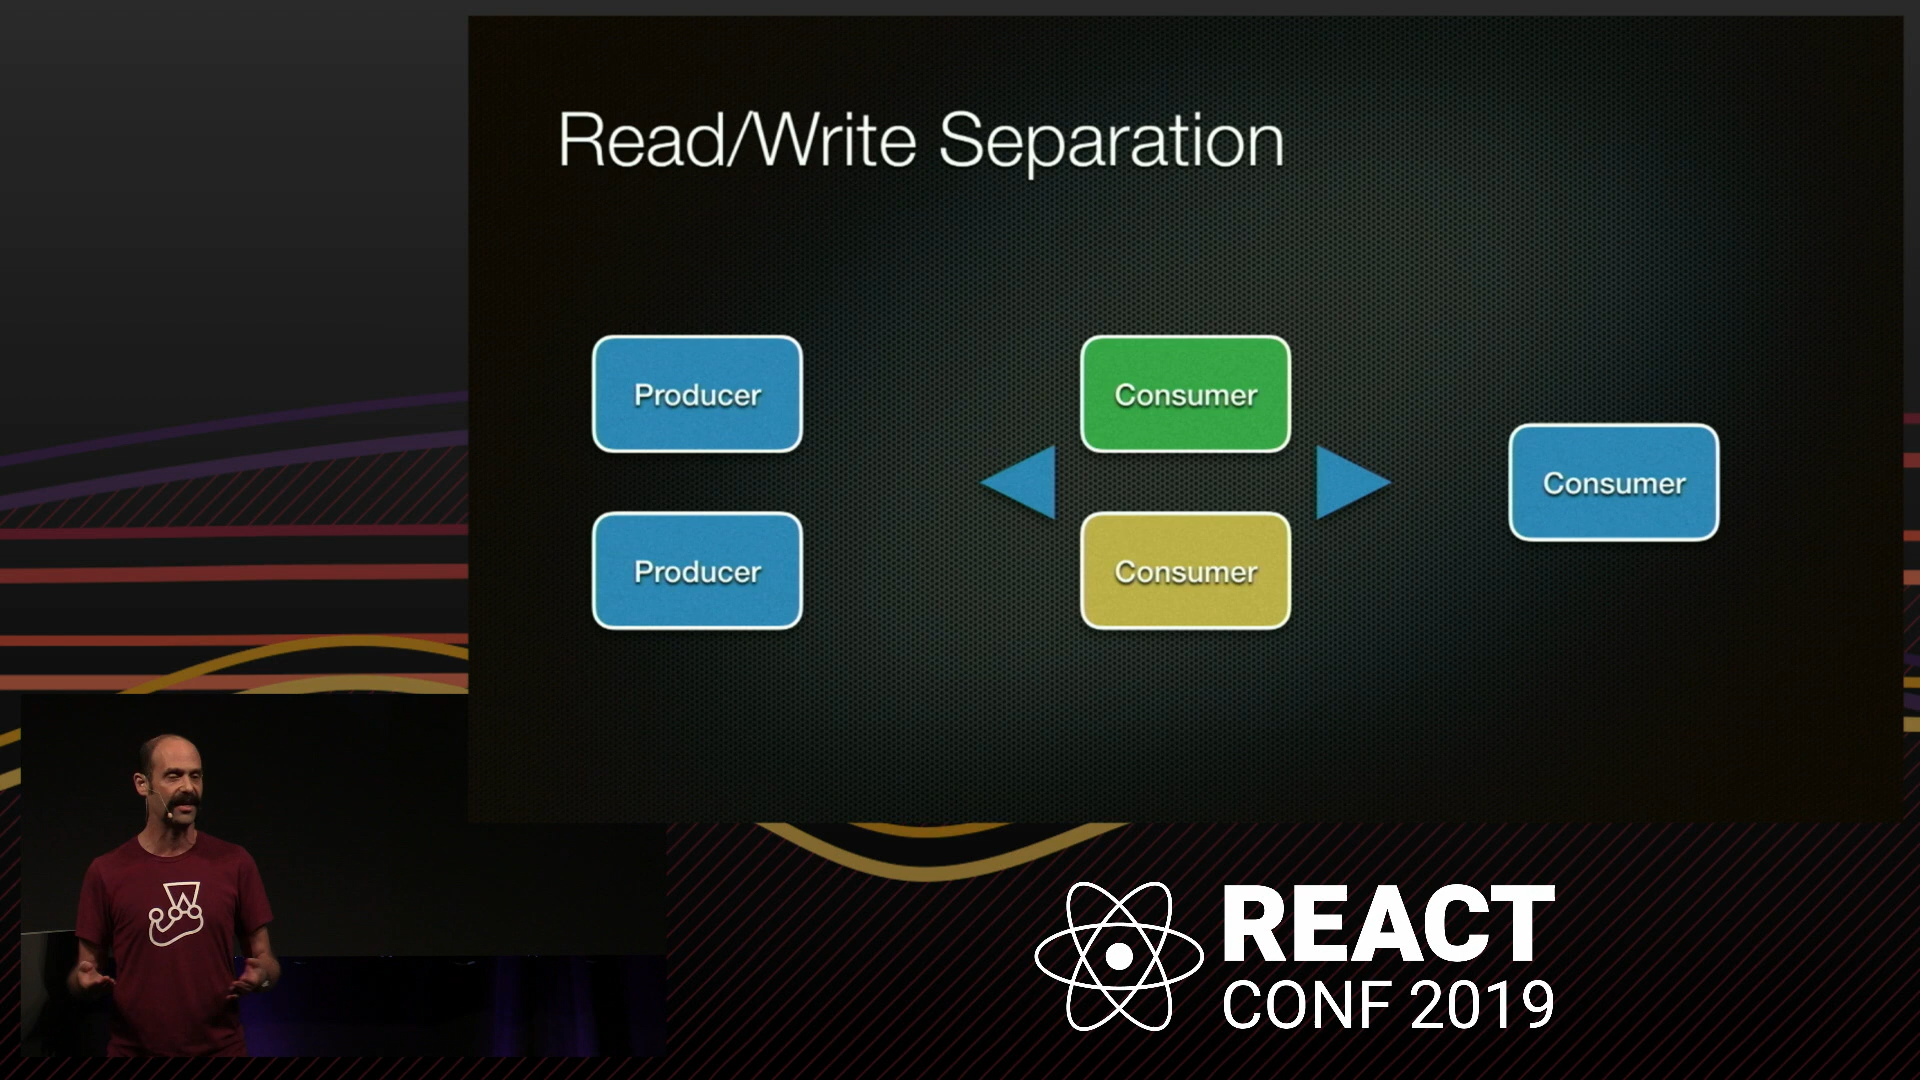 Read/Write Separation
Producer
Consumer
Consumer
Producer
Consumer
REACT
CONF 2019